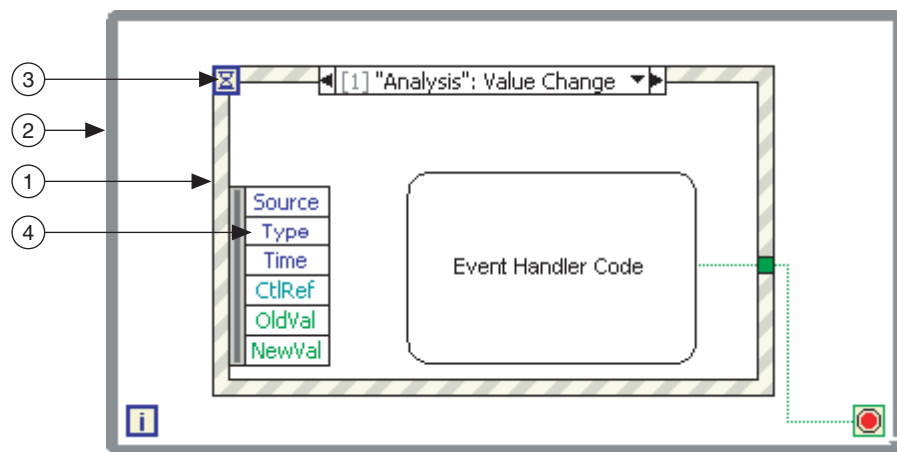 3
[1] "Analysis": Value Change
2
1
Source
4
Type
Time
Event Handler Code
CtlRef
OldVal
NewVal
i